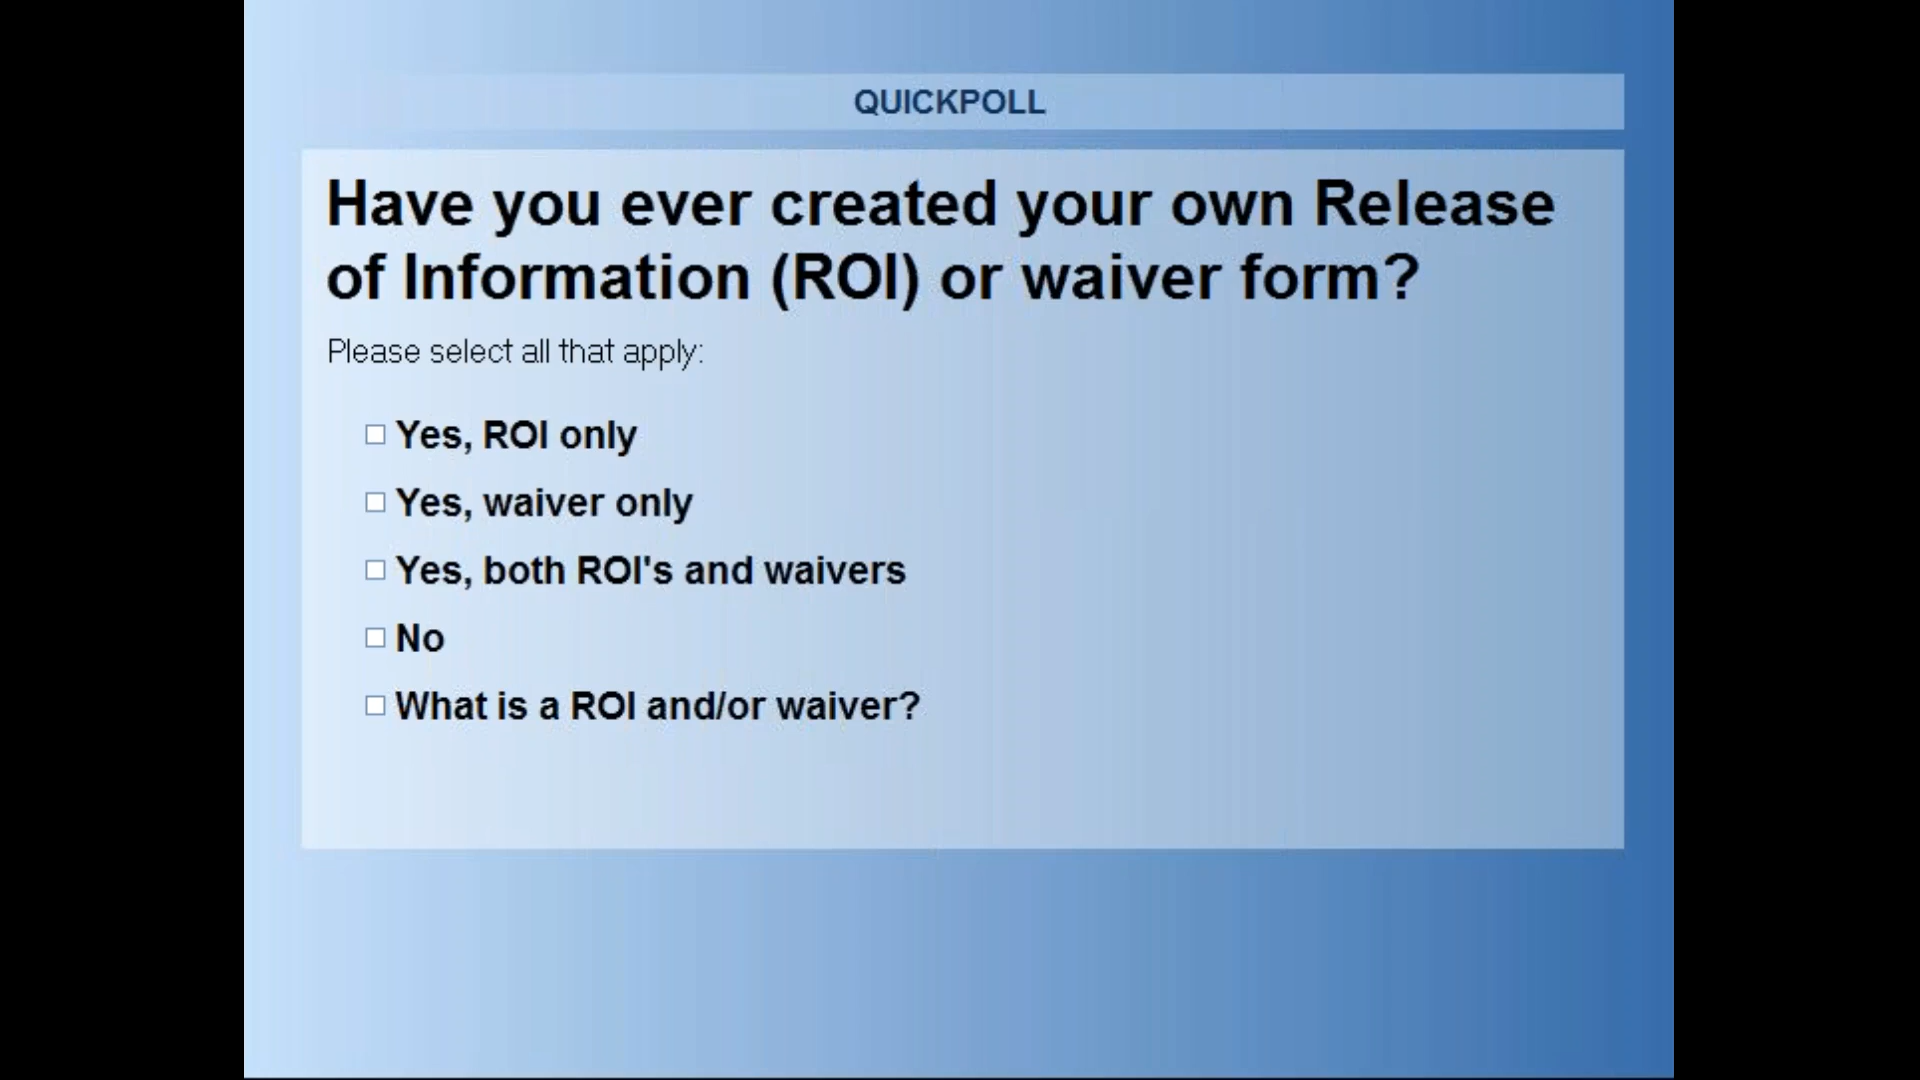 QUICKPOLL
Have you ever created your own Release
of Information (ROI) or waiver form?
Please select all that apply:
Yes, ROI only
Yes, waiver only
Yes, both ROI's and waivers
No
What is a ROI and/or waiver?